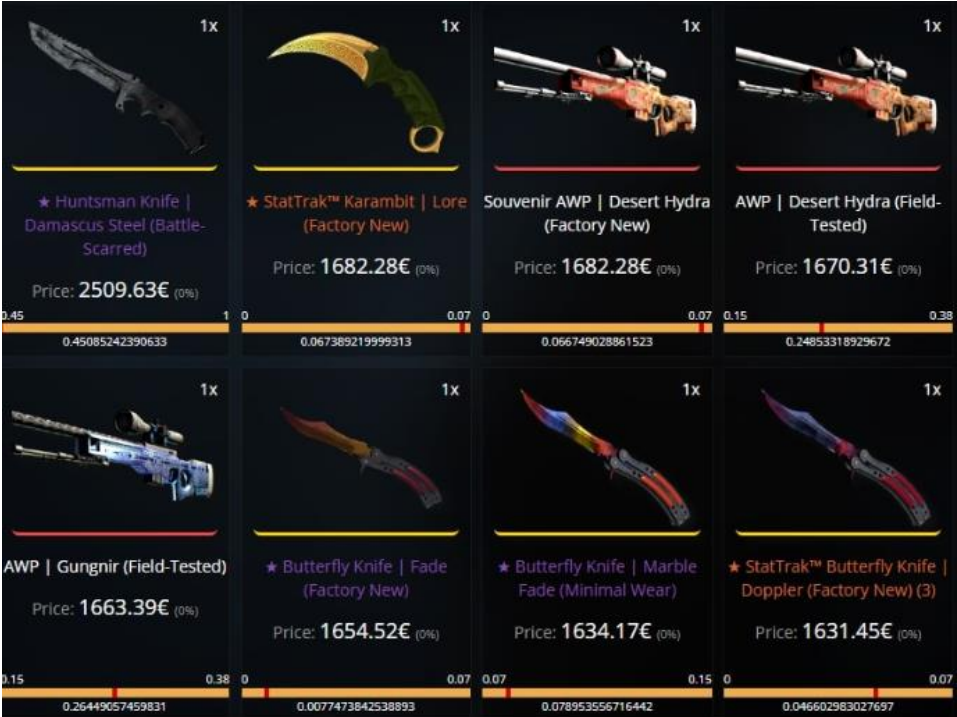 1x
★ Huntsman Knife |
Damascus Steel (Battle-
Scarred)
Price: 2509.63€ (0%)
0.45 1
0.45085242390633
1x
★ StatTrak™ Karambit | Lore
(Factory New)
Price: 1682.28€ (0%)
0 0.07
0.067389219999313
1x
Souvenir AWP | Desert Hydra
(Factory New)
Price: 1682.28€ (0%)
0 0.07
0.066749028861523
1x
AWP | Desert Hydra (Field-
Tested)
Price: 1670.31€ (0%)
0.15 0.38
0.24853318929672
1x
AWP | Gungnir (Field-Tested)
Price: 1663.39€ (0%)
0.15 0.38
0.26449057459831
1x
★ Butterfly Knife | Fade
(Factory New)
Price: 1654.52€ (0%)
0 0.07
0.0077473842538893
1x
★ Butterfly Knife | Marble
Fade (Minimal Wear)
Price: 1634.17€ (0%)
0.07 0.15
0.078953556716442
1x
★ StatTrak™ Butterfly Knife |
Doppler (Factory New) (3)
Price: 1631.45€ (0%)
0 0.07
0.046602983027697